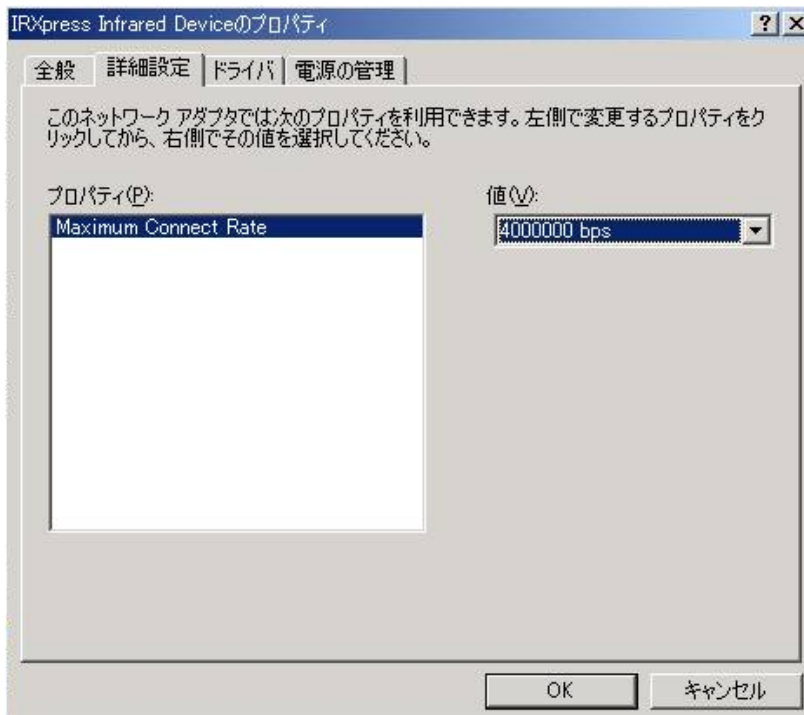 IRXpress Infrared Deviceのプロパティ
全般 詳細設定 ドライバ 電源の管理
このネットワーク アダプタでは次のプロパティを利用できます。左側で変更するプロパティをク
リックしてから、右側でその値を選択してください。
プロパティ(P): 値(V):
Maximum Connect Rate 4000000 bps
OK キャンセル